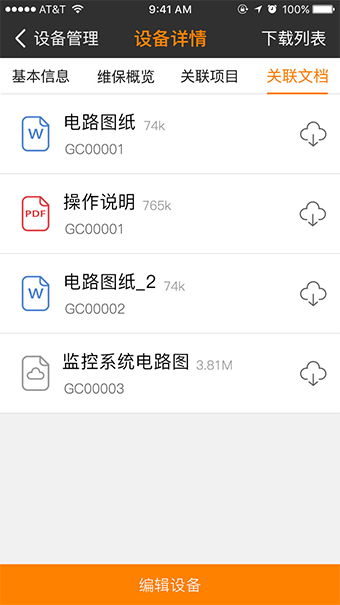 AT&T 9:41 AM 100%
设备管理 设备详情 下载列表
基本信息 维保概览 关联项目 关联文档
W 电路图纸 74k
GC00001
PDF 操作说明 765k
GC00001
W 电路图纸_2 74k
GC00002
监控系统电路图 3.81M
GC00003
编辑设备